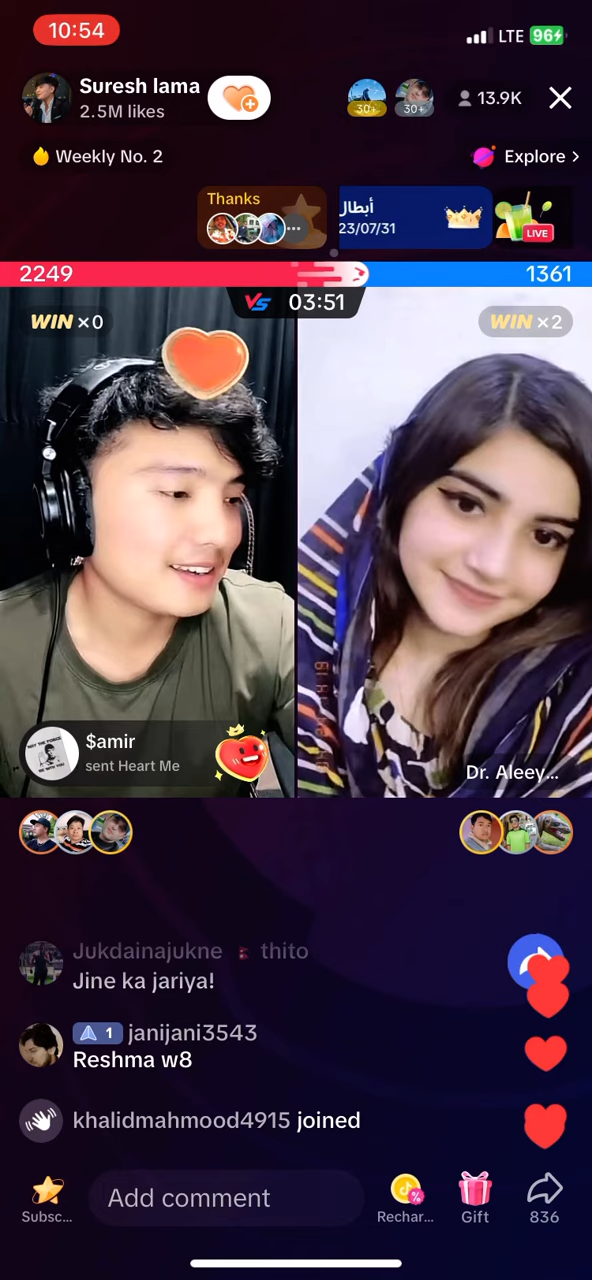 10:54
LTE 96
Suresh lama
2.5M likes
30+
30+
13.9K
Weekly No. 2
Explore
Thanks
أبطال
23/07/31
LIVE
2249
1361
VS 03:51
WIN ×0
WIN ×2
$amir
sent Heart Me
Dr. Aleey...
Jukdainajukne thito
Jine ka jariya!
1 janijani3543
Reshma w8
khalidmahmood4915 joined
Subsc...
Add comment
Rechar...
Gift
836